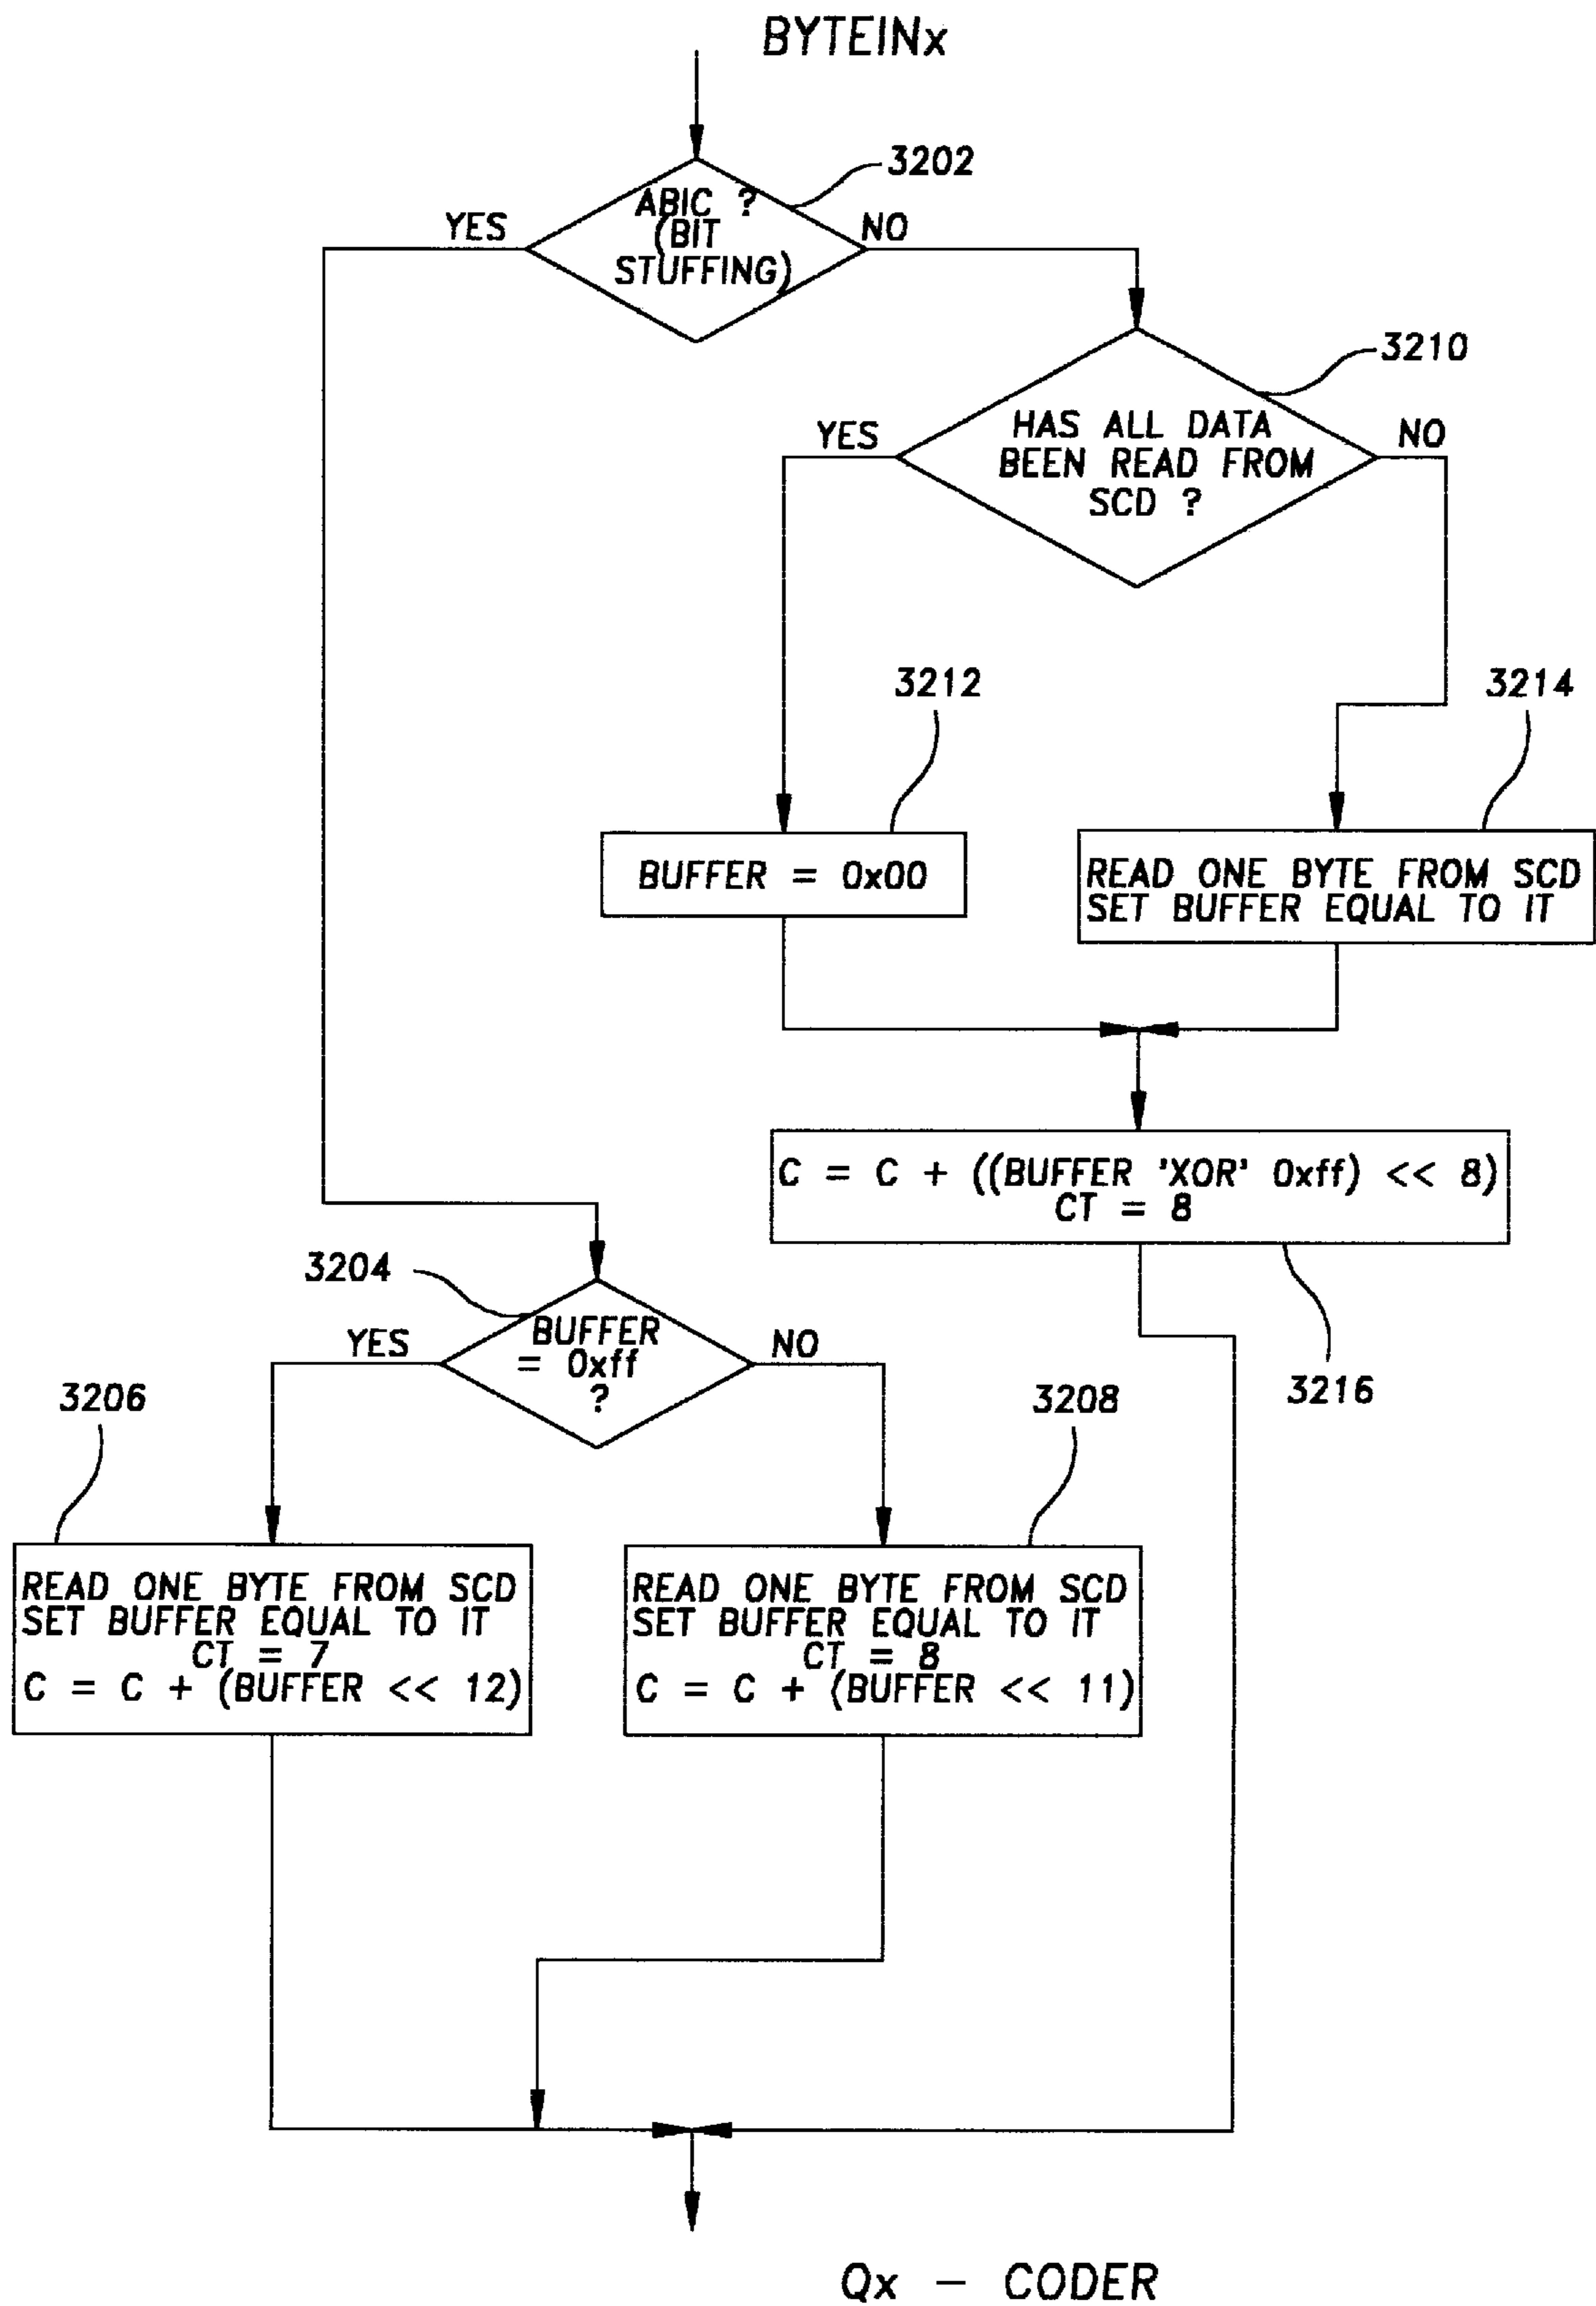 BYTEINx
3202
ABIC ?
(BIT
STUFFING)
YES
NO
3210
HAS ALL DATA
BEEN READ FROM
SCD ?
YES
NO
3212
3214
BUFFER = 0x00
READ ONE BYTE FROM SCD
SET BUFFER EQUAL TO IT
C = C + ((BUFFER 'XOR' 0xff) << 8)
CT = 8
3216
3204
BUFFER
= 0xff
?
YES
NO
3206
3208
READ ONE BYTE FROM SCD
SET BUFFER EQUAL TO IT
CT = 7
C = C + (BUFFER << 12)
READ ONE BYTE FROM SCD
SET BUFFER EQUAL TO IT
CT = 8
C = C + (BUFFER << 11)
Qx - CODER